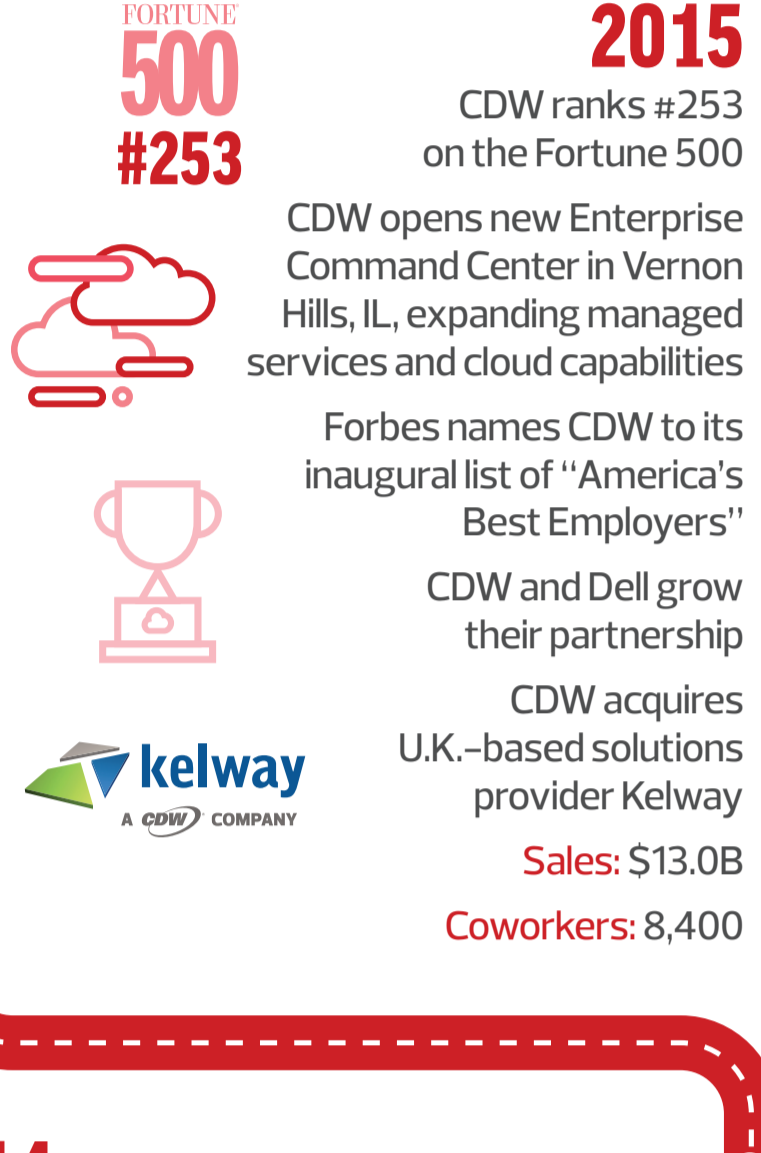 FORTUNE
500
#253
2015
CDW ranks #253
on the Fortune 500
CDW opens new Enterprise
Command Center in Vernon
Hills, IL, expanding managed
services and cloud capabilities
Forbes names CDW to its
inaugural list of “America’s
Best Employers”
CDW and Dell grow
their partnership
CDW acquires
U.K.–based solutions
provider Kelway
kelway
A CDW COMPANY
Sales: $13.0B
Coworkers: 8,400